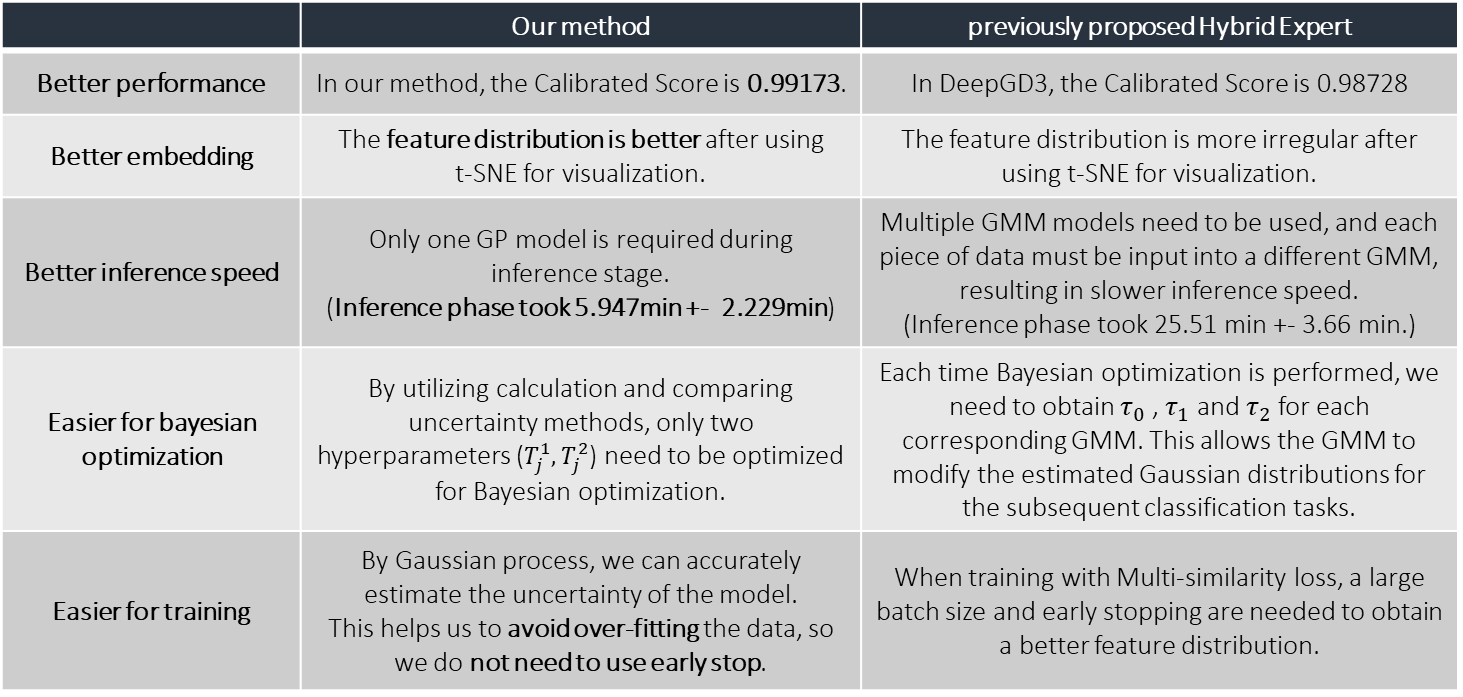 Our method
previously proposed Hybrid Expert
Better performance
In our method, the Calibrated Score is 0.99173.
In DeepGD3, the Calibrated Score is 0.98728
Better embedding
The feature distribution is better after using
t-SNE for visualization.
The feature distribution is more irregular after
using t-SNE for visualization.
Better inference speed
Only one GP model is required during
inference stage.
(Inference phase took 5.947min +- 2.229min)
Multiple GMM models need to be used, and each
piece of data must be input into a different GMM,
resulting in slower inference speed.
(Inference phase took 25.51 min +- 3.66 min.)
Easier for bayesian
optimization
By utilizing calculation and comparing
uncertainty methods, only two
hyperparameters (T_j^1, T_j^2) need to be optimized
for Bayesian optimization.
Each time Bayesian optimization is performed, we
need to obtain τ₀ , τ₁ and τ₂ for each
corresponding GMM. This allows the GMM to
modify the estimated Gaussian distributions for
the subsequent classification tasks.
Easier for training
By Gaussian process, we can accurately
estimate the uncertainty of the model.
This helps us to avoid over-fitting the data, so
we do not need to use early stop.
When training with Multi-similarity loss, a large
batch size and early stopping are needed to obtain
a better feature distribution.